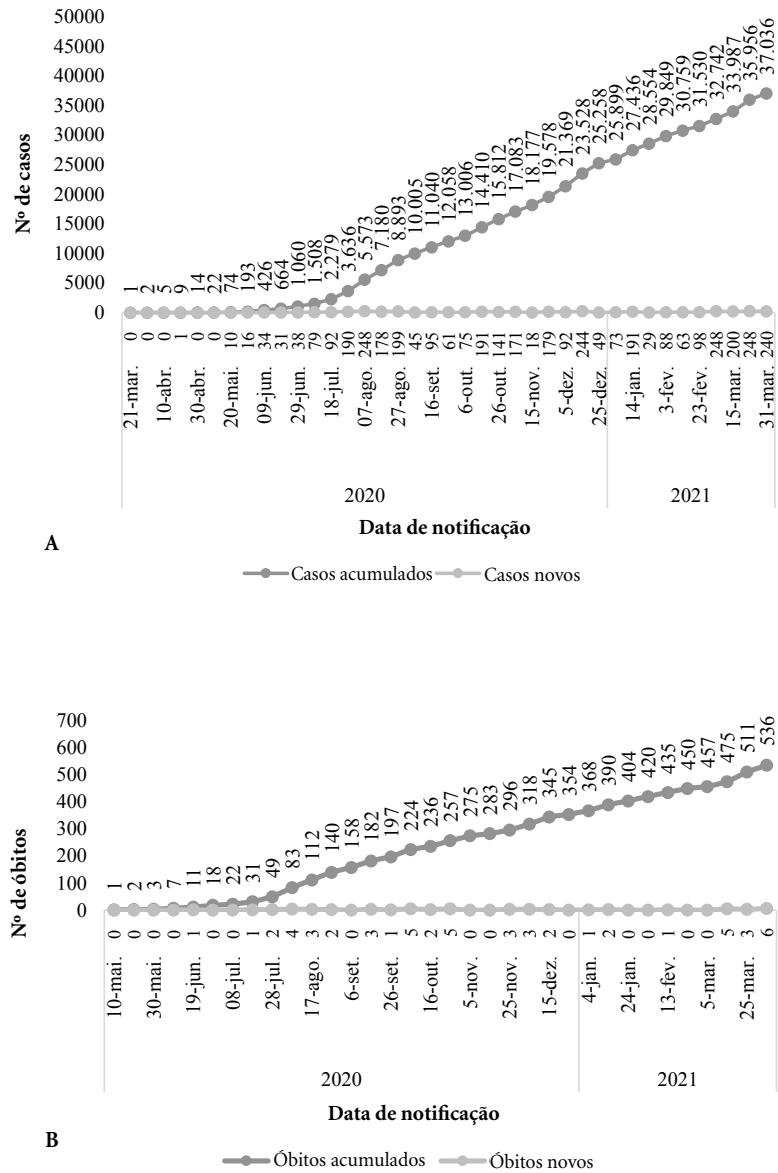 50000
45000
40000
35000
30000
25000
20000
15000
10000
5000
0
Nº de casos
1 2 5 9 14 22 74 193 426 664 1.060 1.508 2.279 3.636 5.573 7.180 8.893 10.005 11.040 12.058 13.006 14.410 15.812 17.083 18.177 19.578 21.369 23.528 25.258 25.899 27.436 28.554 29.849 30.759 31.530 32.742 33.987 35.956 37.036
0 0 0 1 0 0 10 16 34 31 38 79 92 190 248 178 199 45 95 61 75 191 141 171 18 179 92 244 49 73 191 29 88 63 98 248 200 248 240
21-mar. 10-abr. 30-abr. 20-mai. 09-jun. 29-jun. 18-jul. 07-ago. 27-ago. 16-set. 6-out. 26-out. 15-nov. 5-dez. 25-dez. 14-jan. 3-fev. 23-fev. 15-mar. 31-mar.
2020 2021
Data de notificação
A
Casos acumulados Casos novos
700
600
500
400
300
200
100
0
Nº de óbitos
1 2 3 7 11 18 22 31 49 83 112 140 158 182 197 224 236 257 275 283 296 318 345 354 368 390 404 420 435 450 457 475 511 536
0 0 0 0 1 0 0 1 2 4 3 2 0 3 1 5 2 5 0 0 3 3 2 0 1 2 0 0 1 0 0 5 3 6
10-mai. 30-mai. 19-jun. 08-jul. 28-jul. 17-ago. 6-set. 26-set. 16-out. 5-nov. 25-nov. 15-dez. 4-jan. 24-jan. 13-fev. 5-mar. 25-mar.
2020 2021
Data de notificação
B
Óbitos acumulados Óbitos novos